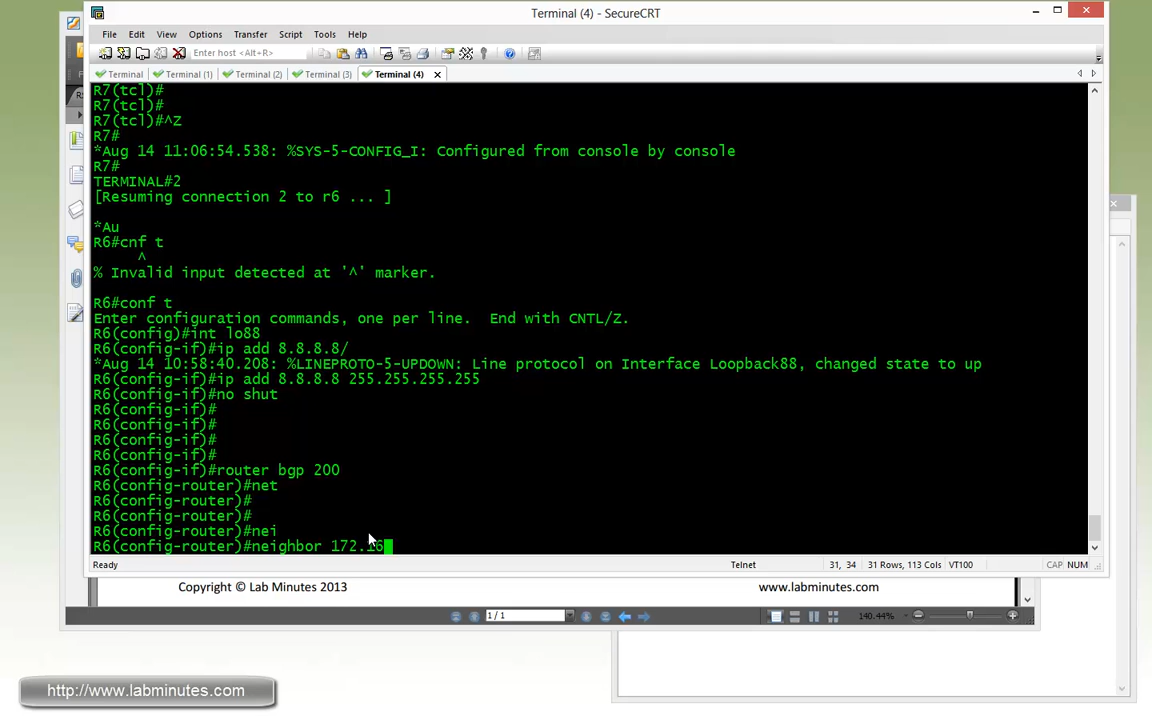 Terminal (4) - SecureCRT
File Edit View Options Transfer Script Tools Help
Enter host <Alt+R>
Terminal Terminal (1) Terminal (2) Terminal (3) Terminal (4)
R7(tcl)#
R7(tcl)#
R7(tcl)#^Z
R7#
*Aug 14 11:06:54.538: %SYS-5-CONFIG_I: Configured from console by console
R7#
TERMINAL#2
[Resuming connection 2 to r6 ... ]
*Au
R6#cnf t
^
% Invalid input detected at '^' marker.
R6#conf t
Enter configuration commands, one per line.  End with CNTL/Z.
R6(config)#int lo88
R6(config-if)#ip add 8.8.8.8/
*Aug 14 10:58:40.208: %LINEPROTO-5-UPDOWN: Line protocol on Interface Loopback88, changed state to up
R6(config-if)#ip add 8.8.8.8 255.255.255.255
R6(config-if)#no shut
R6(config-if)#
R6(config-if)#
R6(config-if)#
R6(config-if)#
R6(config-if)#router bgp 200
R6(config-router)#net
R6(config-router)#
R6(config-router)#
R6(config-router)#nei
R6(config-router)#neighbor 172.16
Ready Telnet 31, 34 31 Rows, 113 Cols VT100 CAP NUM
Copyright © Lab Minutes 2013 www.labminutes.com
1 / 1 140.44%
http://www.labminutes.com